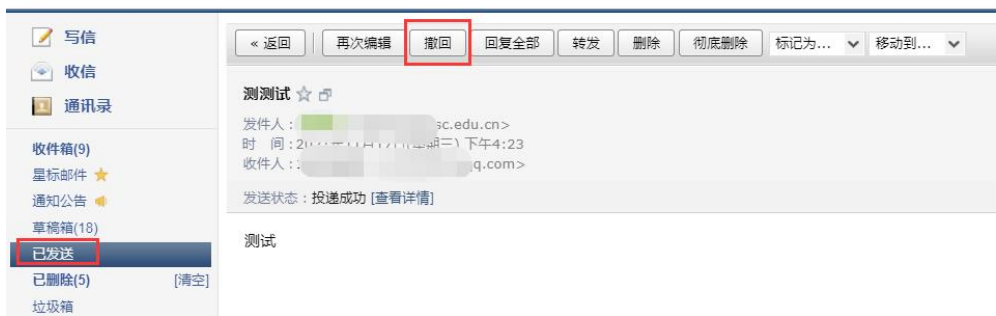 写信
收信
通讯录
收件箱(9)
星标邮件
通知公告
草稿箱(18)
已发送
已删除(5) [清空]
垃圾箱
« 返回 再次编辑 撤回 回复全部 转发 删除 彻底删除 标记为... 移动到...
测测试
发件人： sc.edu.cn>
时 间： 下午4:23
收件人： q.com>
发送状态：投递成功 [查看详情]
测试